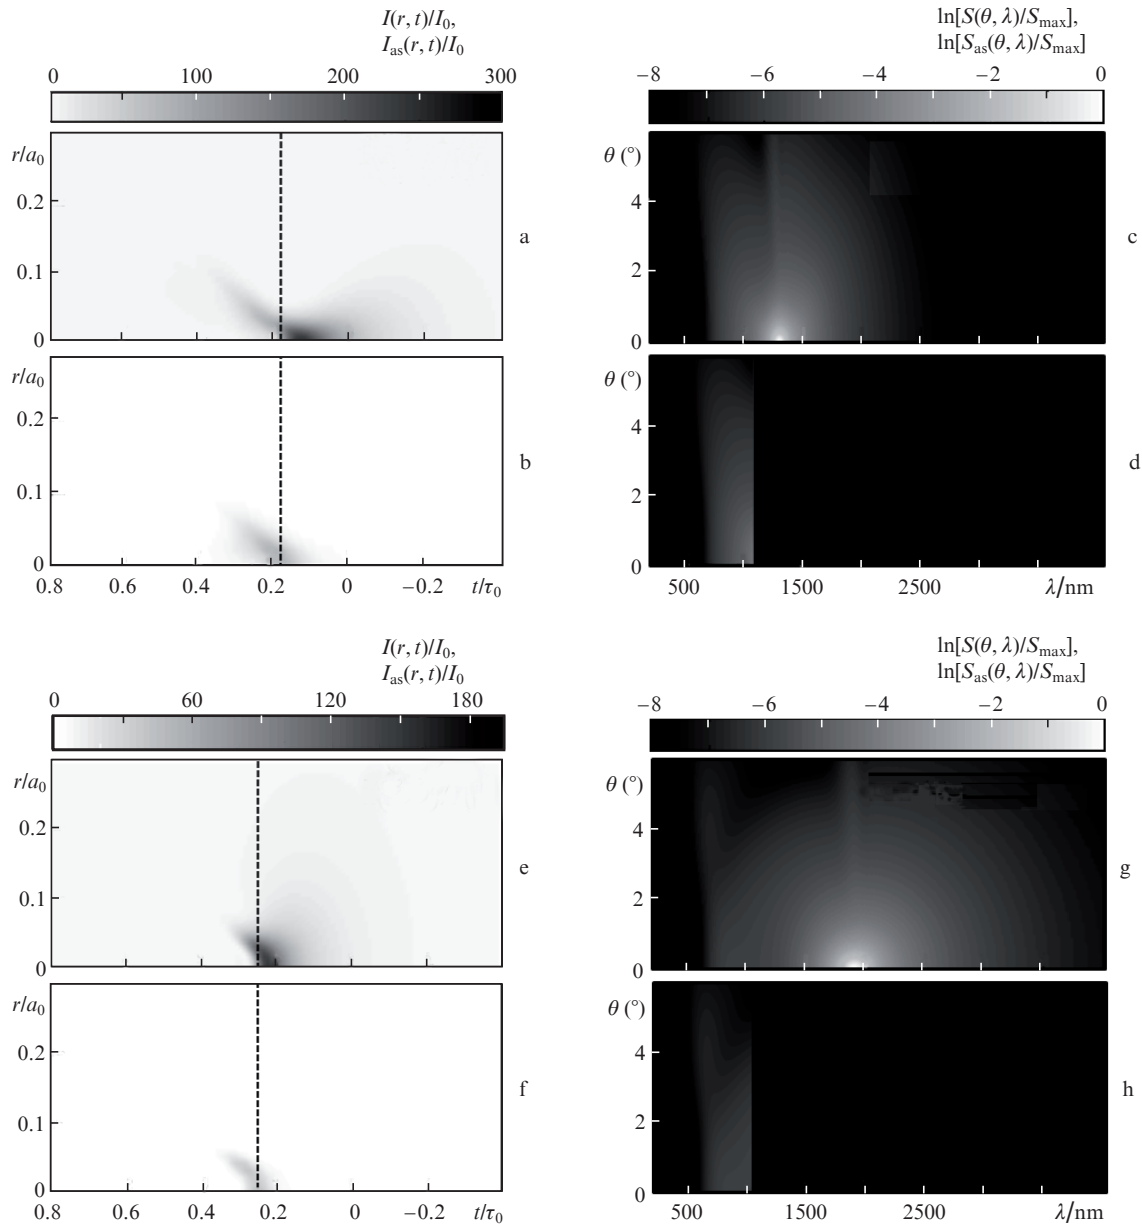 I(r, t)/I0,
Ias(r, t)/I0
0 100 200 300
r/a0
0.2
0.1
0
a
r/a0
0.2
0.1
0
b
0.8 0.6 0.4 0.2 0 −0.2 t/τ0
ln[S(θ, λ)/Smax],
ln[Sas(θ, λ)/Smax]
−8 −6 −4 −2 0
θ (°)
4
2
0
c
θ (°)
4
2
0
d
500 1500 2500 λ/nm
I(r, t)/I0,
Ias(r, t)/I0
0 60 120 180
r/a0
0.2
0.1
0
e
r/a0
0.2
0.1
0
f
0.8 0.6 0.4 0.2 0 −0.2 t/τ0
ln[S(θ, λ)/Smax],
ln[Sas(θ, λ)/Smax]
−8 −6 −4 −2 0
θ (°)
4
2
0
g
θ (°)
4
2
0
h
500 1500 2500 λ/nm